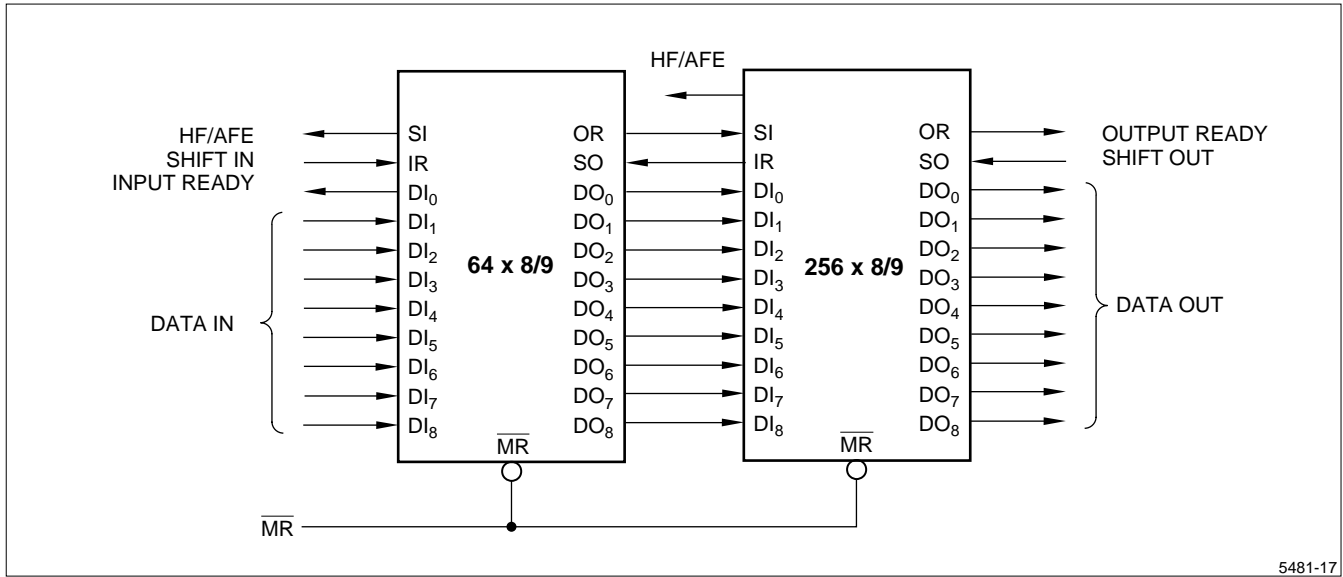 HF/AFE
HF/AFE
SHIFT IN
INPUT READY
DATA IN
SI
IR
DI0
DI1
DI2
DI3
DI4
DI5
DI6
DI7
DI8
64 x 8/9
OR
SO
DO0
DO1
DO2
DO3
DO4
DO5
DO6
DO7
DO8
MR
SI
IR
DI0
DI1
DI2
DI3
DI4
DI5
DI6
DI7
DI8
256 x 8/9
OR
SO
DO0
DO1
DO2
DO3
DO4
DO5
DO6
DO7
DO8
MR
OUTPUT READY
SHIFT OUT
DATA OUT
MR
5481-17